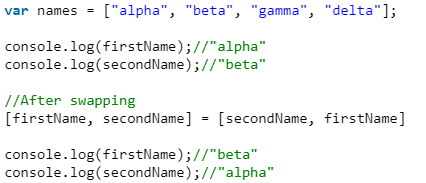 var names = ["alpha", "beta", "gamma", "delta"];
console.log(firstName);//"alpha"
console.log(secondName);//"beta"
//After swapping
[firstName, secondName] = [secondName, firstName]
console.log(firstName);//"beta"
console.log(secondName);//"alpha"